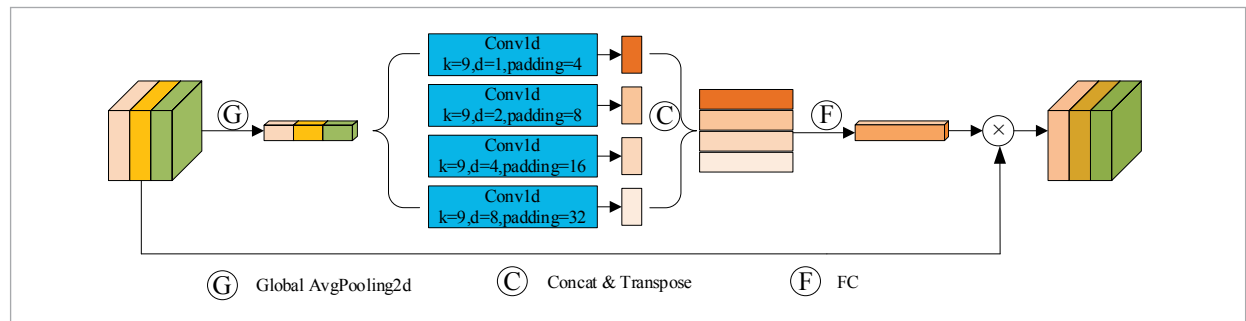 Conv1d
k=9,d=1,padding=4
G
Conv1d
k=9,d=2,padding=8
C
F
×
Conv1d
k=9,d=4,padding=16
Conv1d
k=9,d=8,padding=32
G Global AvgPooling2d
C Concat & Transpose
F FC